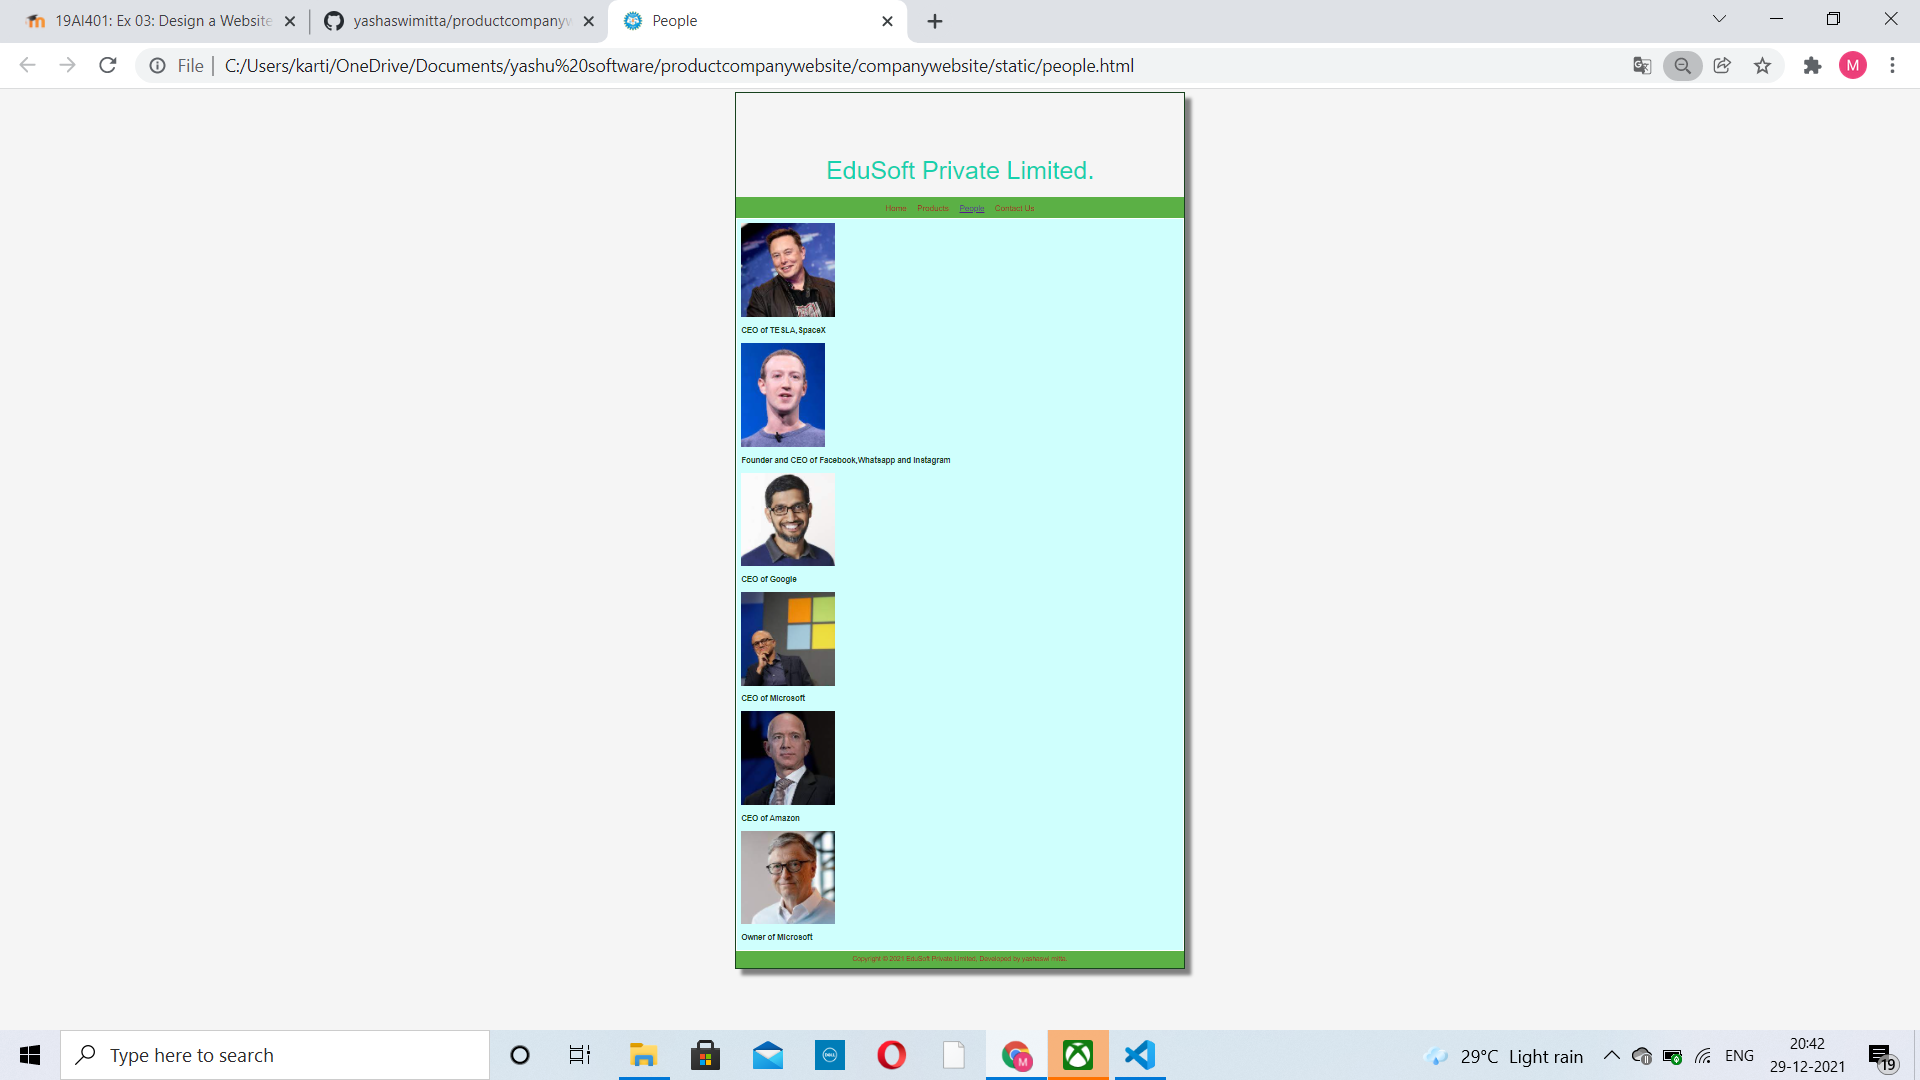 19AI401: Ex 03: Design a Website
yashaswimitta/productcompanyw
People
File
C:/Users/karti/OneDrive/Documents/yashu%20software/productcompanywebsite/companywebsite/static/people.html
M
EduSoft Private Limited.
Home Products People Contact Us
CEO of TESLA,SpaceX
Founder and CEO of Facebook,Whatsapp and Instagram
CEO of Google
CEO of Microsoft
CEO of Amazon
Owner of Microsoft
Copyright © 2021 EduSoft Private Limited, Developed by yashaswi mitta.
Type here to search
DELL
M
29°C Light rain
ENG
20:42
29-12-2021
19